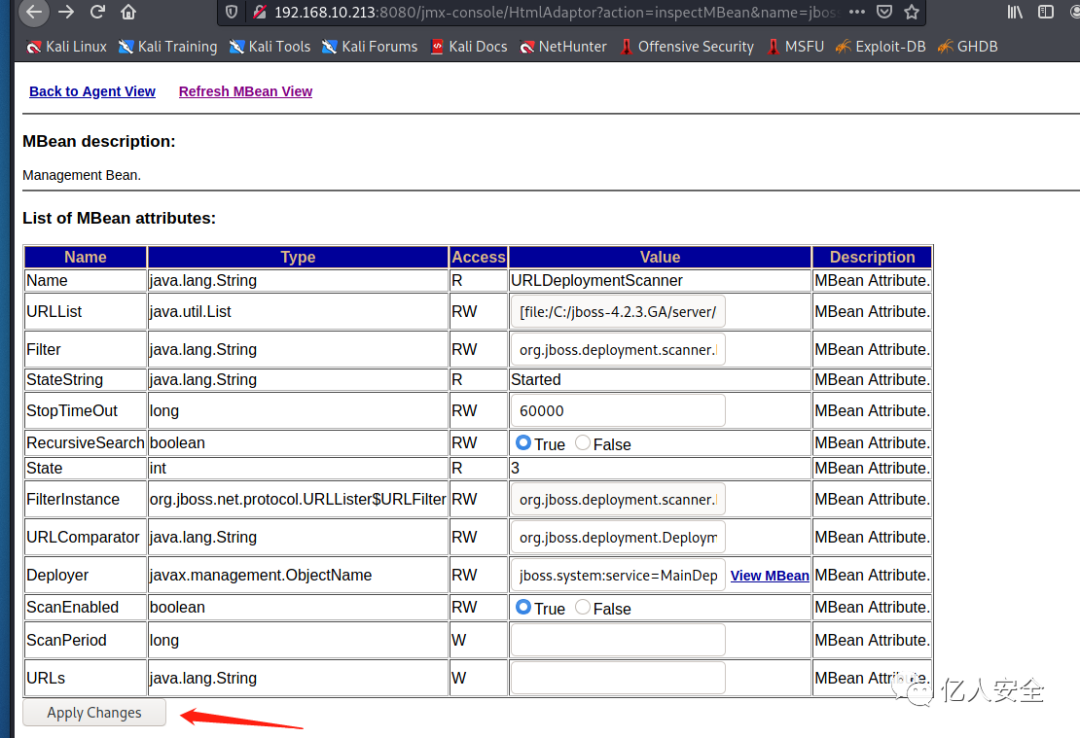 192.168.10.213:8080/jmx-console/HtmlAdaptor?action=inspectMBean&name=jbos
Kali Linux Kali Training Kali Tools Kali Forums Kali Docs NetHunter Offensive Security MSFU Exploit-DB GHDB
Back to Agent View Refresh MBean View
MBean description:
Management Bean.
List of MBean attributes:
Name Type Access Value Description
Name java.lang.String R URLDeploymentScanner MBean Attribute.
URLList java.util.List RW [file:/C:/jboss-4.2.3.GA/server/ MBean Attribute.
Filter java.lang.String RW org.jboss.deployment.scanner. MBean Attribute.
StateString java.lang.String R Started MBean Attribute.
StopTimeOut long RW 60000 MBean Attribute.
RecursiveSearch boolean RW True False MBean Attribute.
State int R 3 MBean Attribute.
FilterInstance org.jboss.net.protocol.URLLister$URLFilter RW org.jboss.deployment.scanner. MBean Attribute.
URLComparator java.lang.String RW org.jboss.deployment.Deploym MBean Attribute.
Deployer javax.management.ObjectName RW jboss.system:service=MainDep View MBean MBean Attribute.
ScanEnabled boolean RW True False MBean Attribute.
ScanPeriod long W MBean Attribute.
URLs java.lang.String W MBean Attribute.
亿人安全
Apply Changes